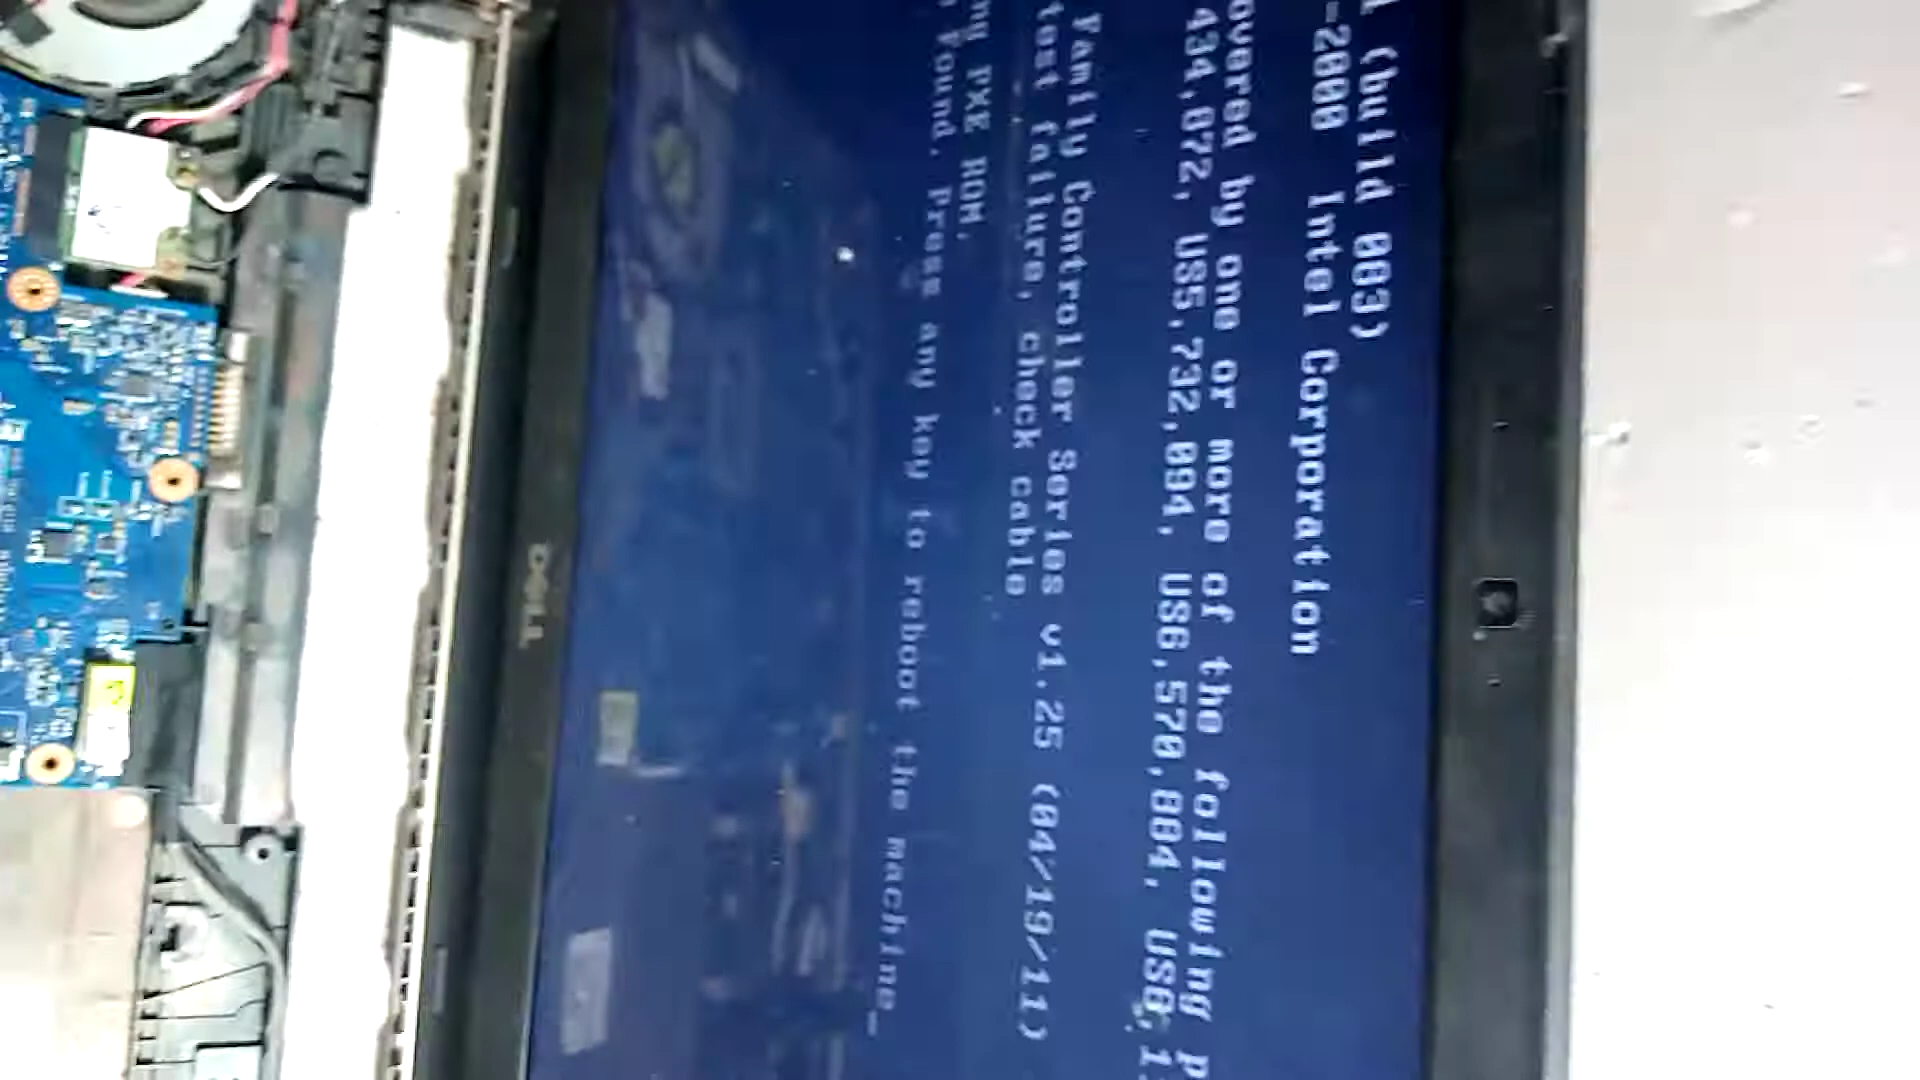 (build 083)
-2000 Intel Corporation
overed by one or more of the following p
434,872, US5,732,094, US6,570,884, US6,1
Family Controller Series v1.25 (04/19/11)
test failure, check cable
ng PXE ROM.
Found. Press any key to reboot the machine_
DELL